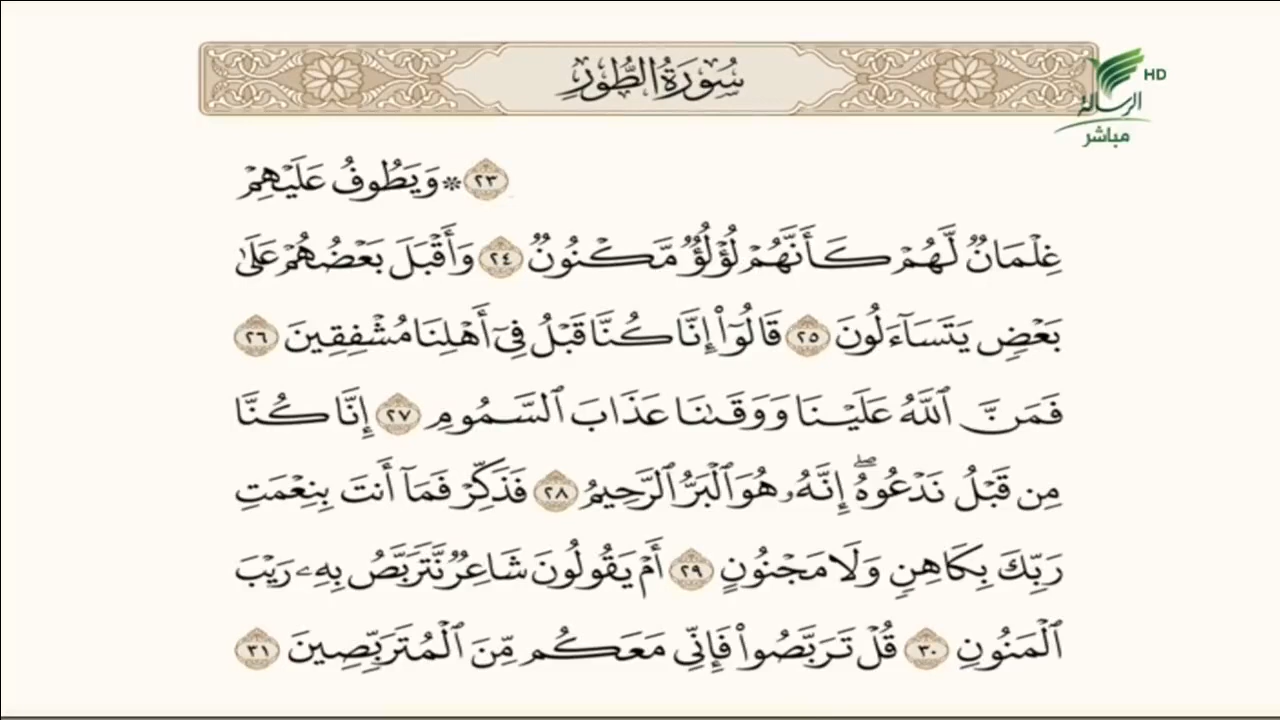 سُورَةُ الطُّورِ
HD
الرسالة
مباشر
٢٣ * وَيَطُوفُ عَلَيْهِمْ
غِلْمَانٌ لَّهُمْ كَأَنَّهُمْ لُؤْلُؤٌ مَّكْنُونٌ ٢٤ وَأَقْبَلَ بَعْضُهُمْ عَلَىٰ
بَعْضٍ يَتَسَآءَلُونَ ٢٥ قَالُوٓا۟ إِنَّا كُنَّا قَبْلُ فِىٓ أَهْلِنَا مُشْفِقِينَ ٢٦
فَمَنَّ ٱللَّهُ عَلَيْنَا وَوَقَىٰنَا عَذَابَ ٱلسَّمُومِ ٢٧ إِنَّا كُنَّا
مِن قَبْلُ نَدْعُوهُ ۖ إِنَّهُۥ هُوَ ٱلْبَرُّ ٱلرَّحِيمُ ٢٨ فَذَكِّرْ فَمَآ أَنتَ بِنِعْمَتِ
رَبِّكَ بِكَاهِنٍ وَلَا مَجْنُونٍ ٢٩ أَمْ يَقُولُونَ شَاعِرٌ نَّتَرَبَّصُ بِهِۦ رَيْبَ
ٱلْمَنُونِ ٣٠ قُلْ تَرَبَّصُوا۟ فَإِنِّى مَعَكُم مِّنَ ٱلْمُتَرَبِّصِينَ ٣١